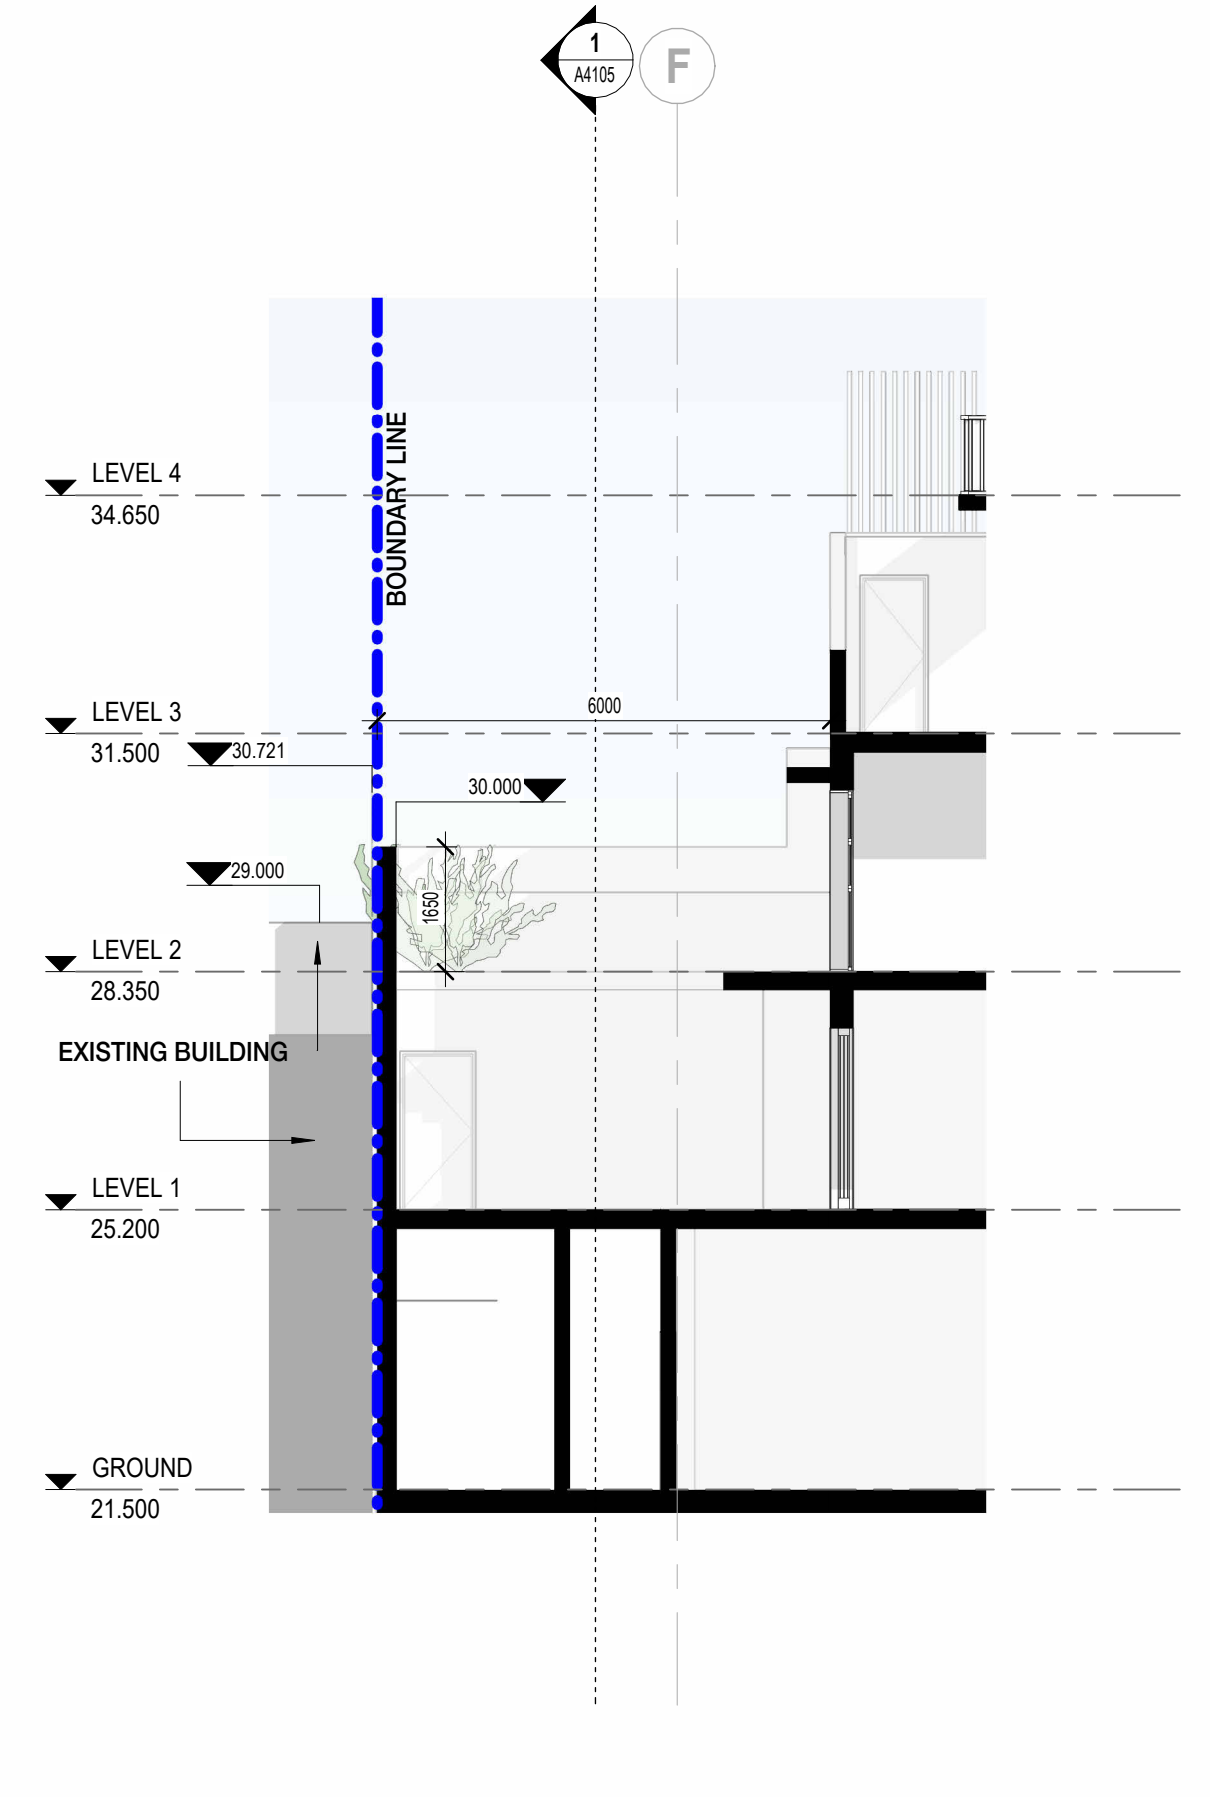 1
A4105
F
BOUNDARY LINE
LEVEL 4
34.650
6000
LEVEL 3
31.500
30.721
30.000
29.000
1650
LEVEL 2
28.350
EXISTING BUILDING
LEVEL 1
25.200
GROUND
21.500